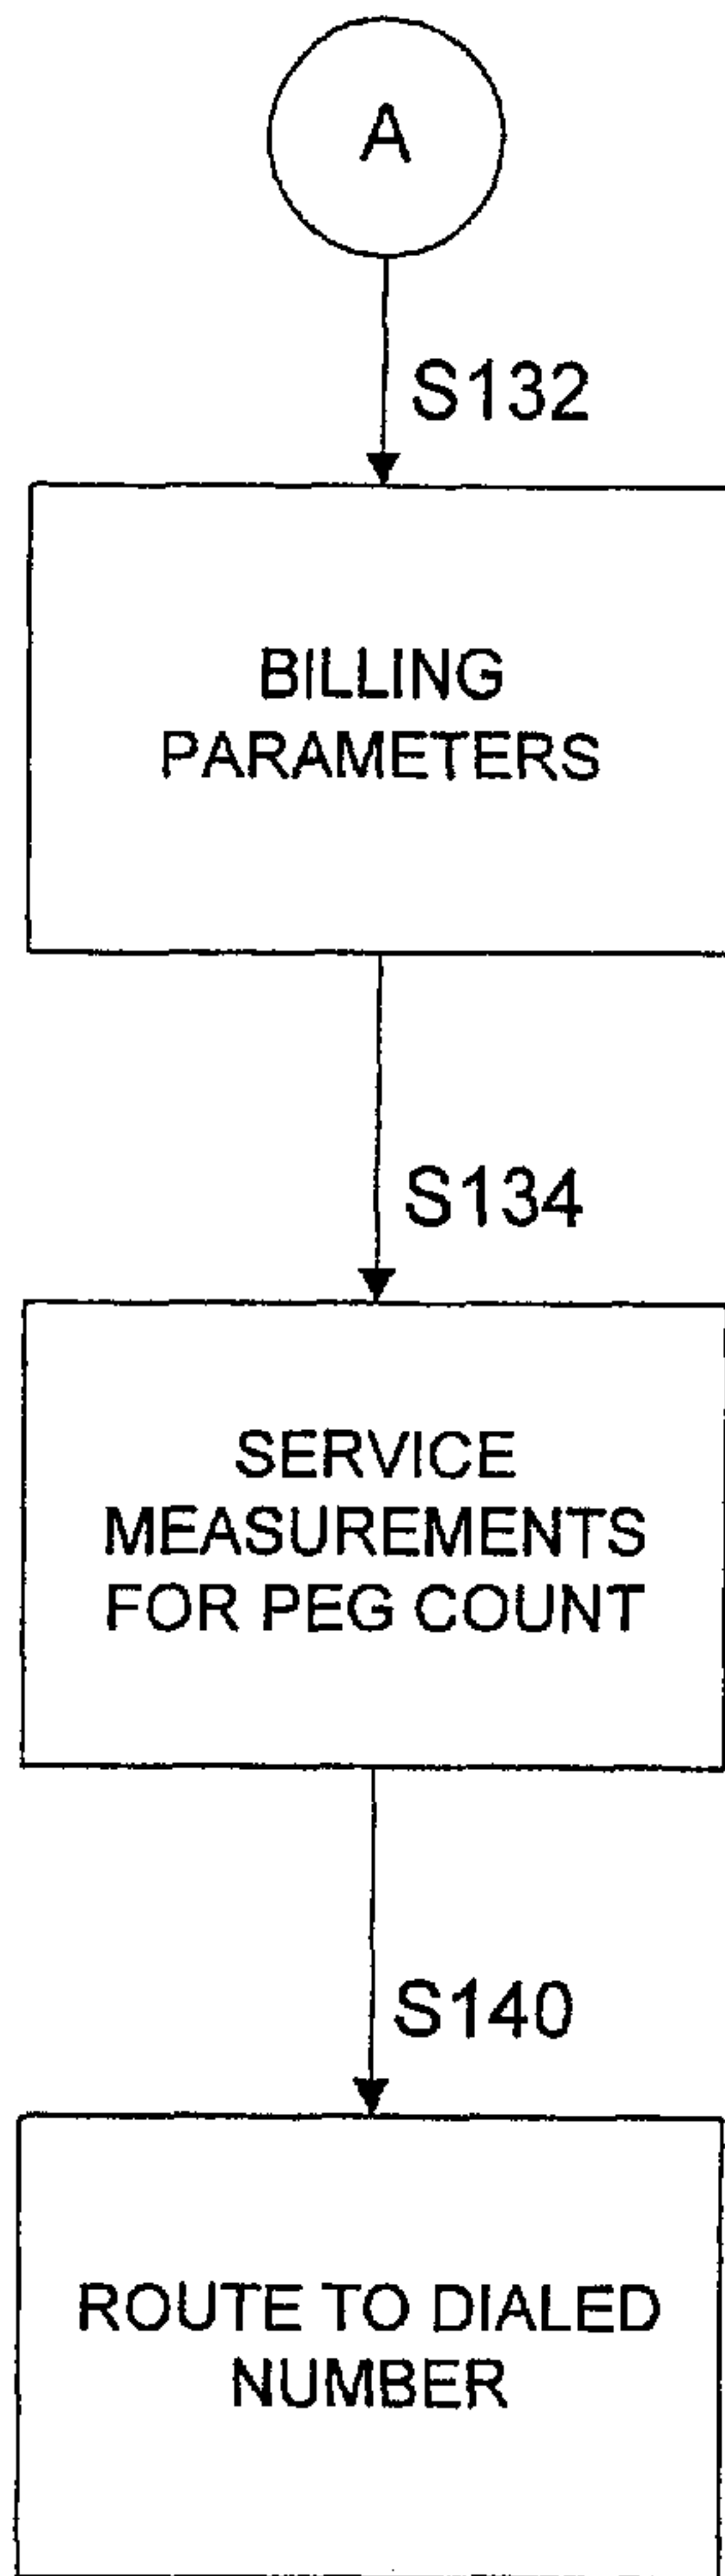 A
S132
BILLING
PARAMETERS
S134
SERVICE
MEASUREMENTS
FOR PEG COUNT
S140
ROUTE TO DIALED
NUMBER